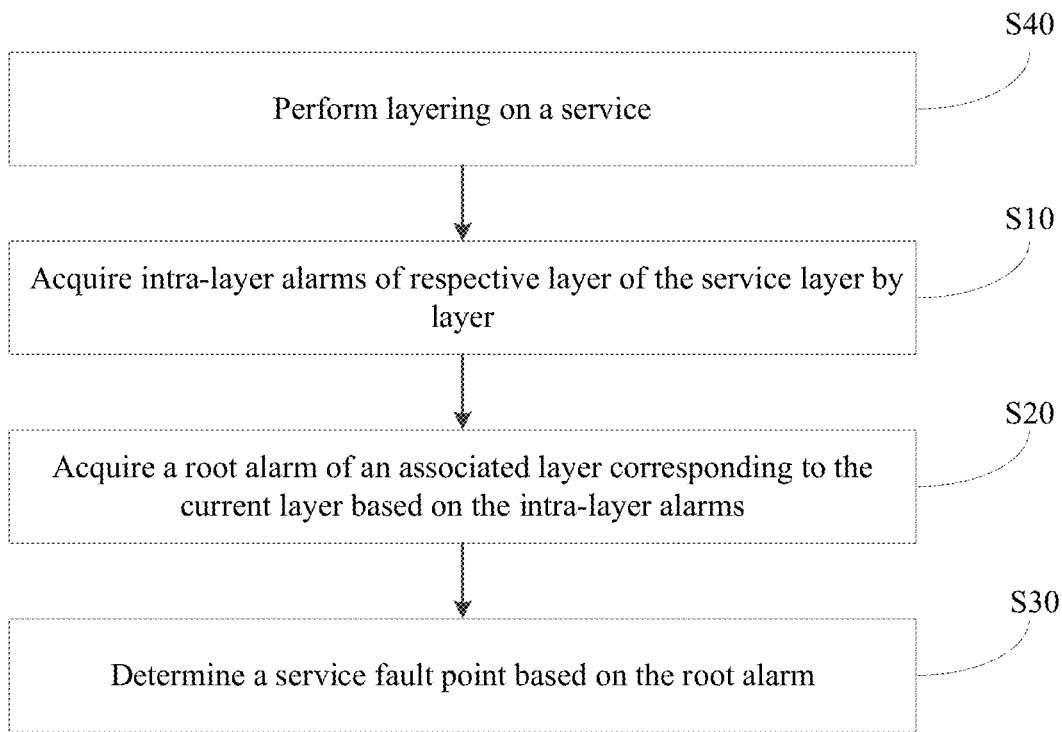 S40
Perform layering on a service
S10
Acquire intra-layer alarms of respective layer of the service layer by
layer
S20
Acquire a root alarm of an associated layer corresponding to the
current layer based on the intra-layer alarms
S30
Determine a service fault point based on the root alarm